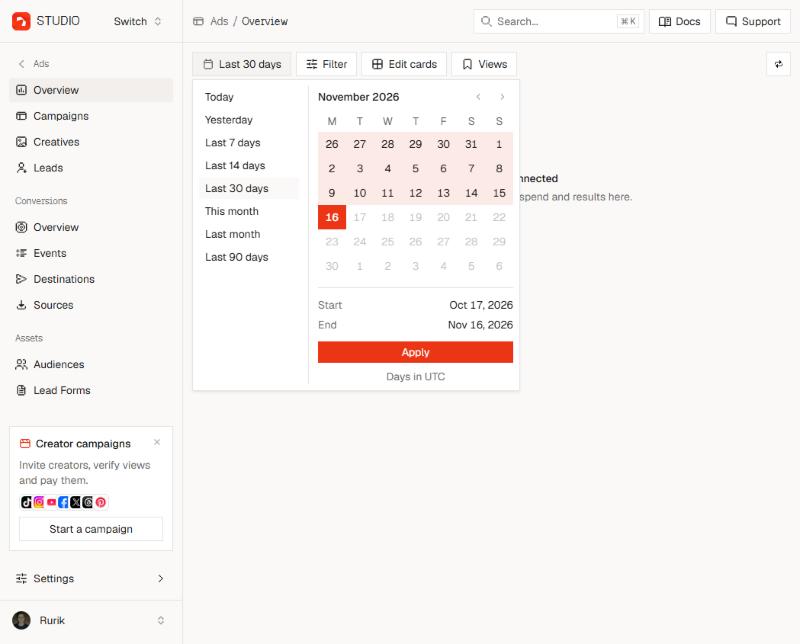 STUDIO
Switch
Ads / Overview
Search...
⌘ K
Docs
Support
Ads
Overview
Campaigns
Creatives
Leads
Conversions
Overview
Events
Destinations
Sources
Assets
Audiences
Lead Forms
Creator campaigns
Invite creators, verify views
and pay them.
Start a campaign
Settings
Rurik
Last 30 days
Filter
Edit cards
Views
Today
Yesterday
Last 7 days
Last 14 days
Last 30 days
This month
Last month
Last 90 days
November 2026
M T W T F S S
26 27 28 29 30 31 1
2 3 4 5 6 7 8
9 10 11 12 13 14 15
16 17 18 19 20 21 22
23 24 25 26 27 28 29
30 1 2 3 4 5 6
Start Oct 17, 2026
End Nov 16, 2026
Apply
Days in UTC
spend and results here.